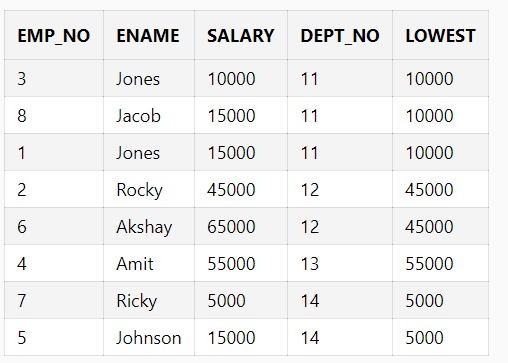 EMP_NO ENAME SALARY DEPT_NO LOWEST
3 Jones 10000 11 10000
8 Jacob 15000 11 10000
1 Jones 15000 11 10000
2 Rocky 45000 12 45000
6 Akshay 65000 12 45000
4 Amit 55000 13 55000
7 Ricky 5000 14 5000
5 Johnson 15000 14 5000